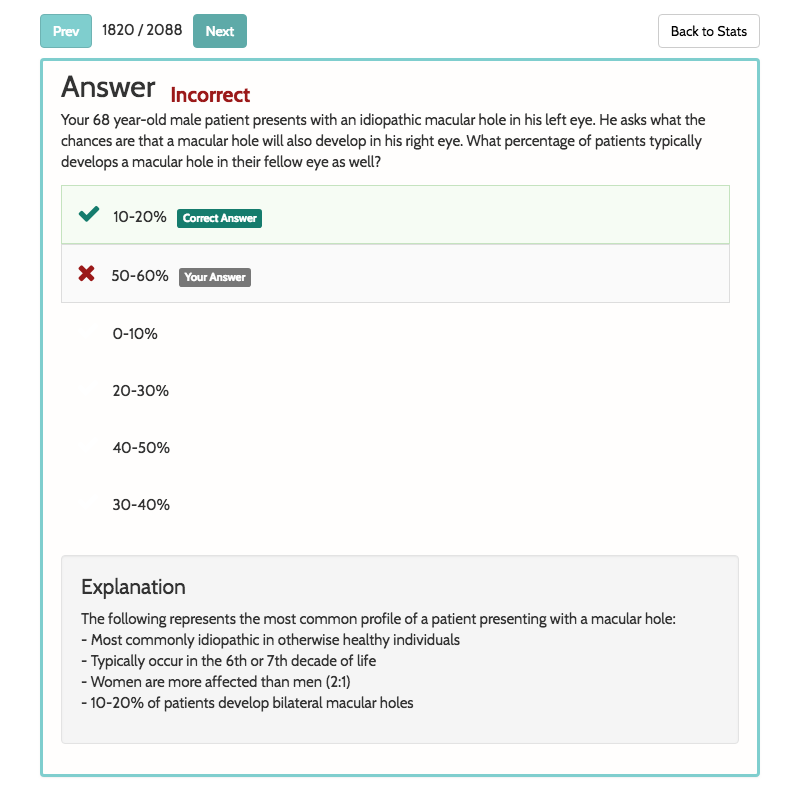 Prev 1820 / 2088 Next Back to Stats
Answer Incorrect
Your 68 year-old male patient presents with an idiopathic macular hole in his left eye. He asks what the
chances are that a macular hole will also develop in his right eye. What percentage of patients typically
develops a macular hole in their fellow eye as well?
10-20% Correct Answer
50-60% Your Answer
0-10%
20-30%
40-50%
30-40%
Explanation
The following represents the most common profile of a patient presenting with a macular hole:
- Most commonly idiopathic in otherwise healthy individuals
- Typically occur in the 6th or 7th decade of life
- Women are more affected than men (2:1)
- 10-20% of patients develop bilateral macular holes